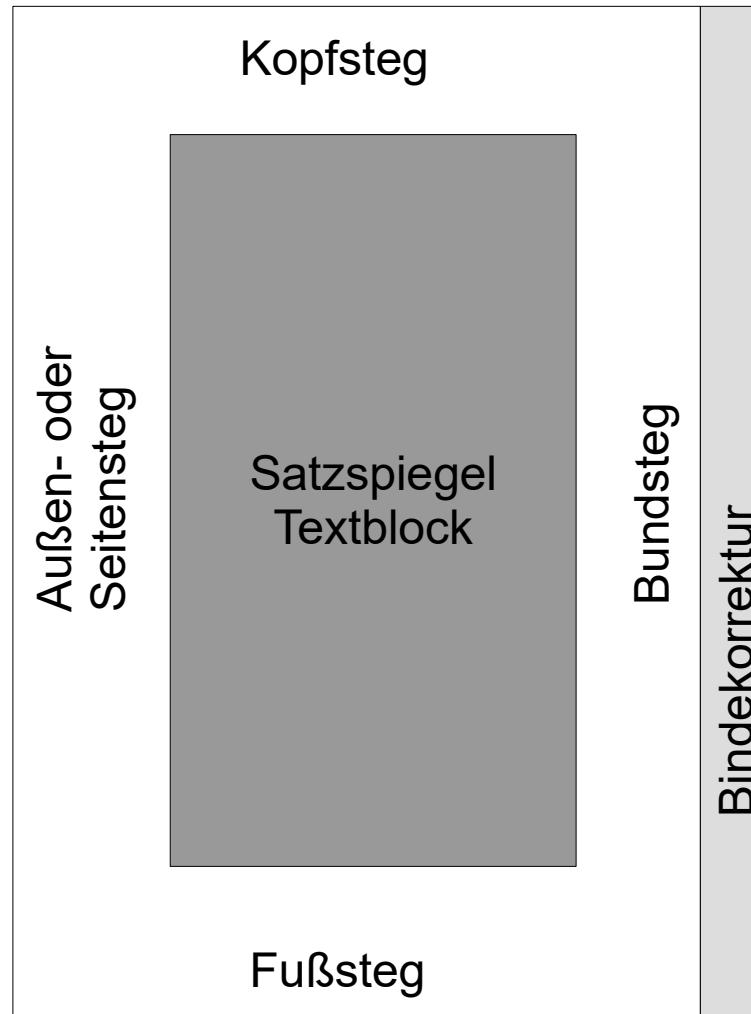 Kopfsteg
Außen- oder
Seitensteg
Satzspiegel
Textblock
Bundsteg
Bindekorrektur
Fußsteg